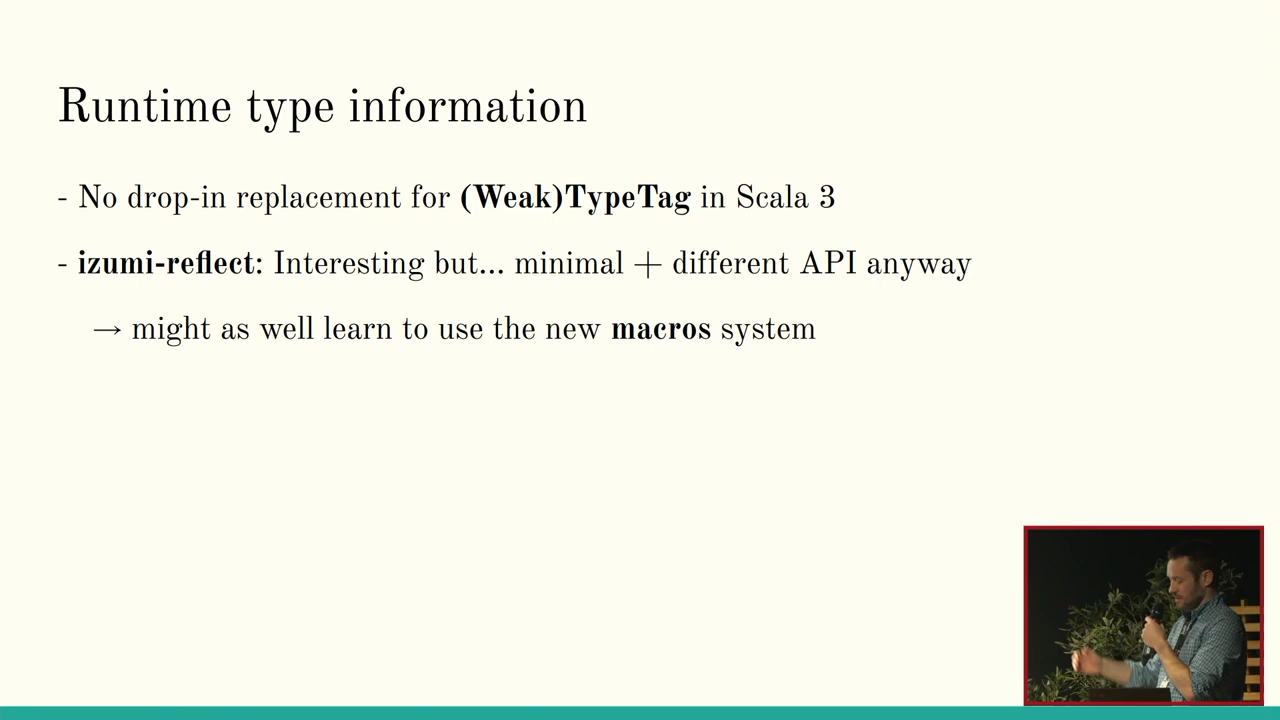 Runtime type information
- No drop-in replacement for (Weak)TypeTag in Scala 3
- izumi-reflect: Interesting but... minimal + different API anyway
→ might as well learn to use the new macros system